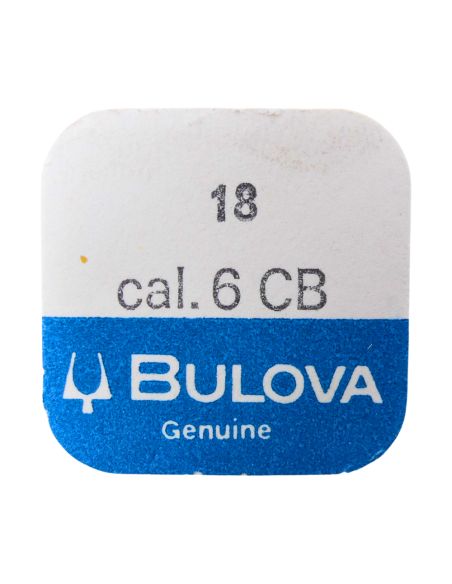 18
cal. 6 CB
BULOVA
Genuine